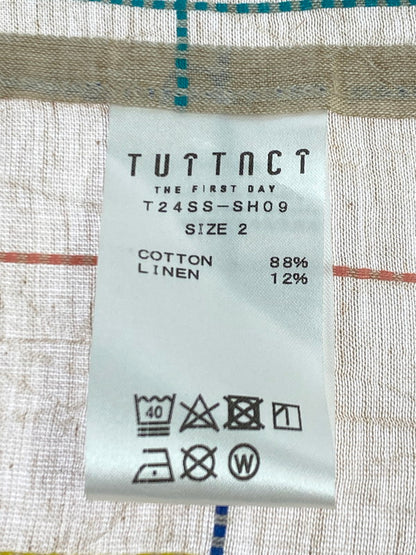 TUTTACT
THE FIRST DAY
T24SS-SH09
SIZE 2
COTTON 88%
LINEN 12%
40
W